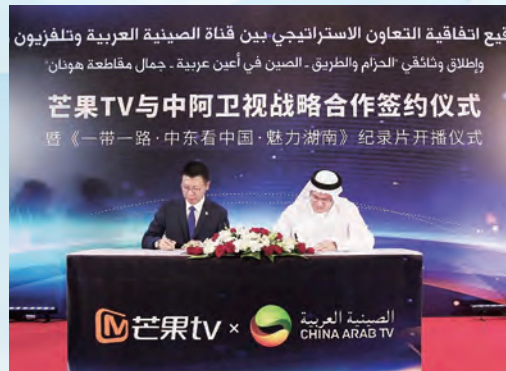 قيع اتفاقية التعاون الاستراتيجي بين قناة الصينية العربية وتلفزيون
وإطلاق وثائقي "الحزام والطريق - الصين في أعين عربية - جمال مقاطعة هونان"
芒果TV与中阿卫视战略合作签约仪式
暨《一带一路·中东看中国·魅力湖南》纪录片开播仪式
芒果tv × الصينية العربية
CHINA ARAB TV